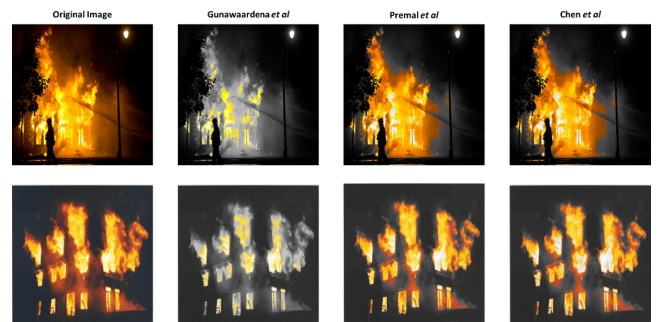 Original Image
Gunawaardena et al
Premal et al
Chen et al